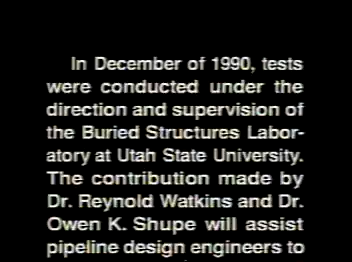 In December of 1990, tests
were conducted under the
direction and supervision of
the Buried Structures Labor-
atory at Utah State University.
The contribution made by
Dr. Reynold Watkins and Dr.
Owen K. Shupe will assist
pipeline design engineers to